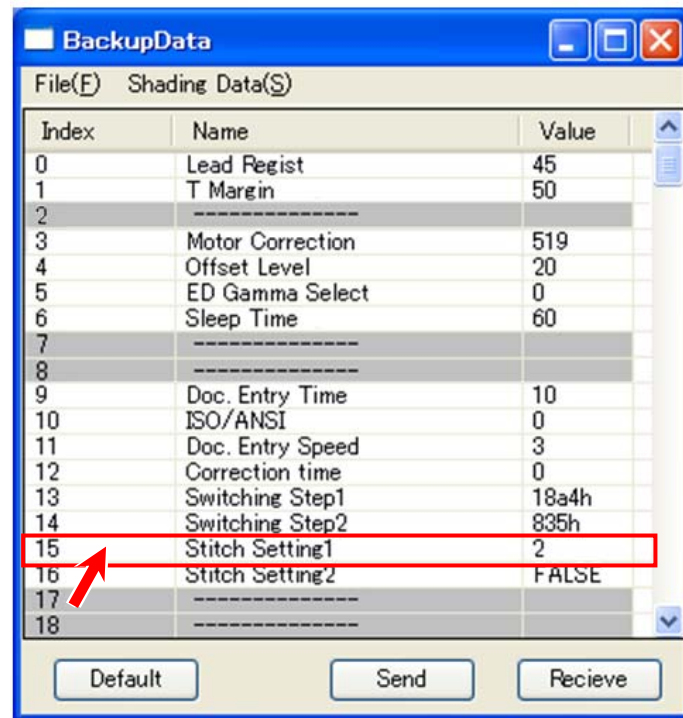 BackupData
File(F) Shading Data(S)
Index Name Value
0 Lead Regist 45
1 T Margin 50
2 --------------
3 Motor Correction 519
4 Offset Level 20
5 ED Gamma Select 0
6 Sleep Time 60
7 --------------
8 --------------
9 Doc. Entry Time 10
10 ISO/ANSI 0
11 Doc. Entry Speed 3
12 Correction time 0
13 Switching Step1 18a4h
14 Switching Step2 835h
15 Stitch Setting1 2
16 Stitch Setting2 FALSE
17 --------------
18 --------------
Default Send Recieve